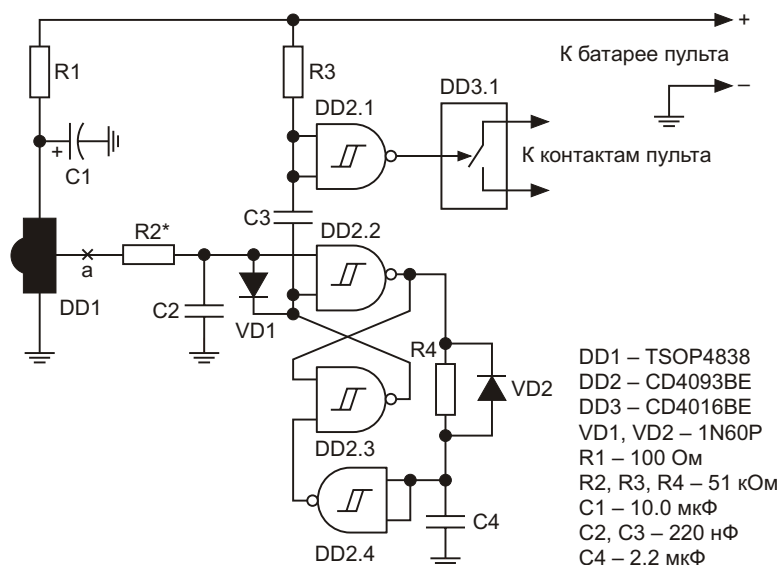 +
К батарее пульта
R1
R3
DD3.1
–
DD2.1
+
C1
К контактам пульта
C3
R2*
DD2.2
a
DD1
C2
VD1
R4
VD2
DD2.3
C4
DD2.4
DD1 – TSOP4838
DD2 – CD4093BE
DD3 – CD4016BE
VD1, VD2 – 1N60P
R1 – 100 Ом
R2, R3, R4 – 51 кОм
C1 – 10.0 мкФ
C2, C3 – 220 нФ
C4 – 2.2 мкФ